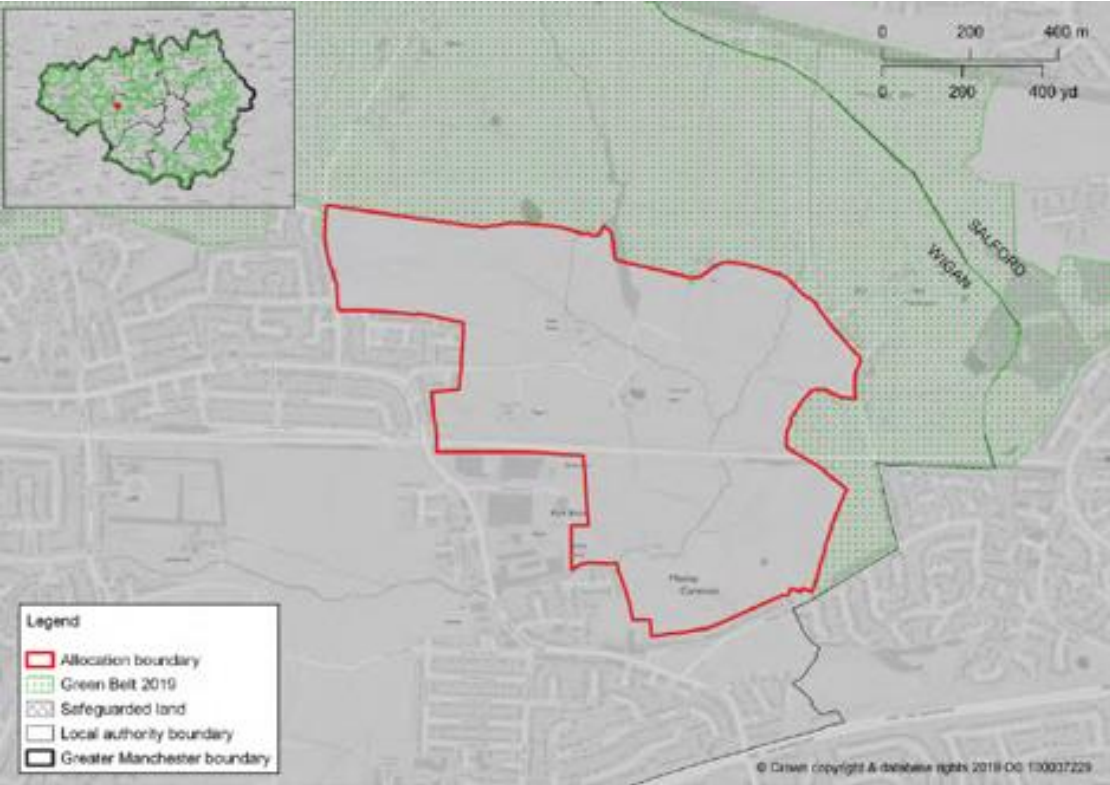 0 200 400 m
0 200 400 yd
SALFORD
WIGAN
Legend
Allocation boundary
Green Belt 2019
Safeguarded land
Local authority boundary
Greater Manchester boundary
© Crown copyright & database rights 2019 OS 100037229